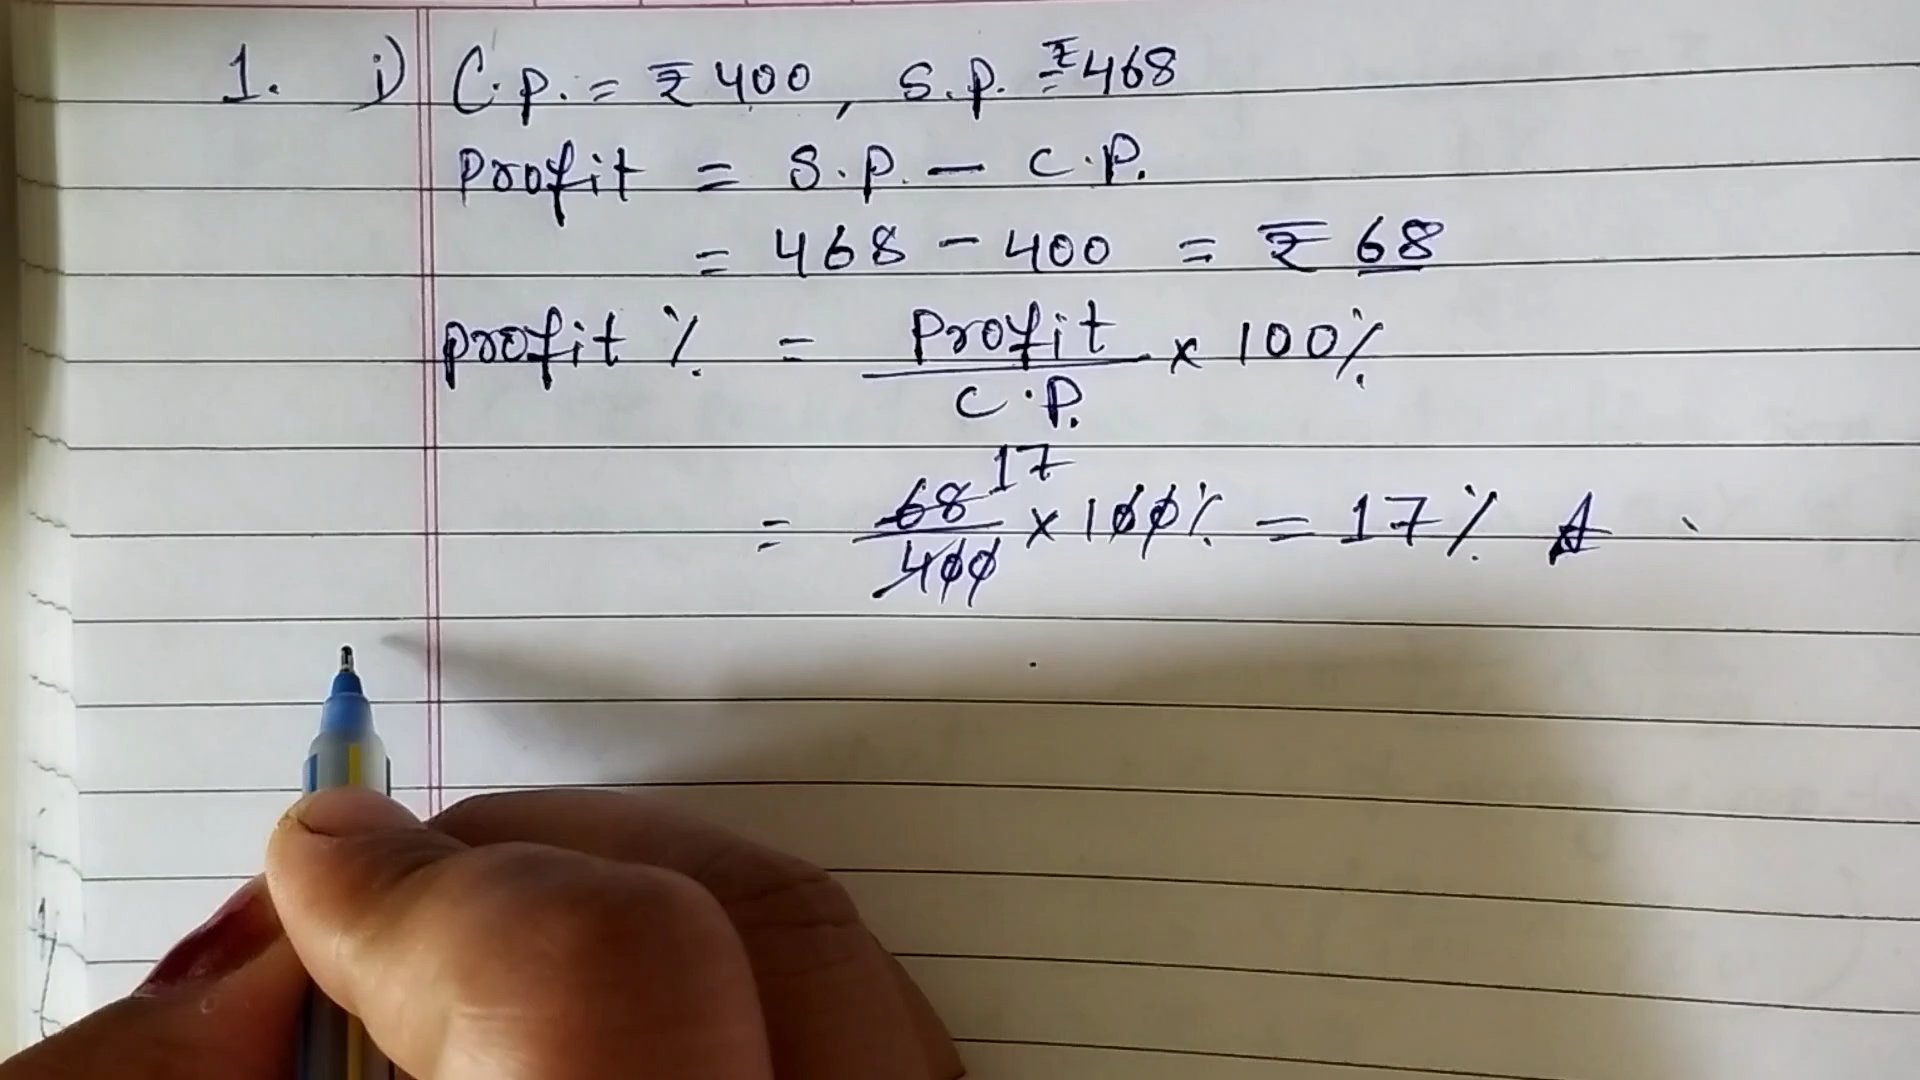 1. i) C.P. = ₹ 400, S.P. = ₹468
Profit = S.P. - C.P.
= 468 - 400 = ₹ 68
profit % = Profit / C.P. x 100%
= 68 17 / 400 x 100% = 17%